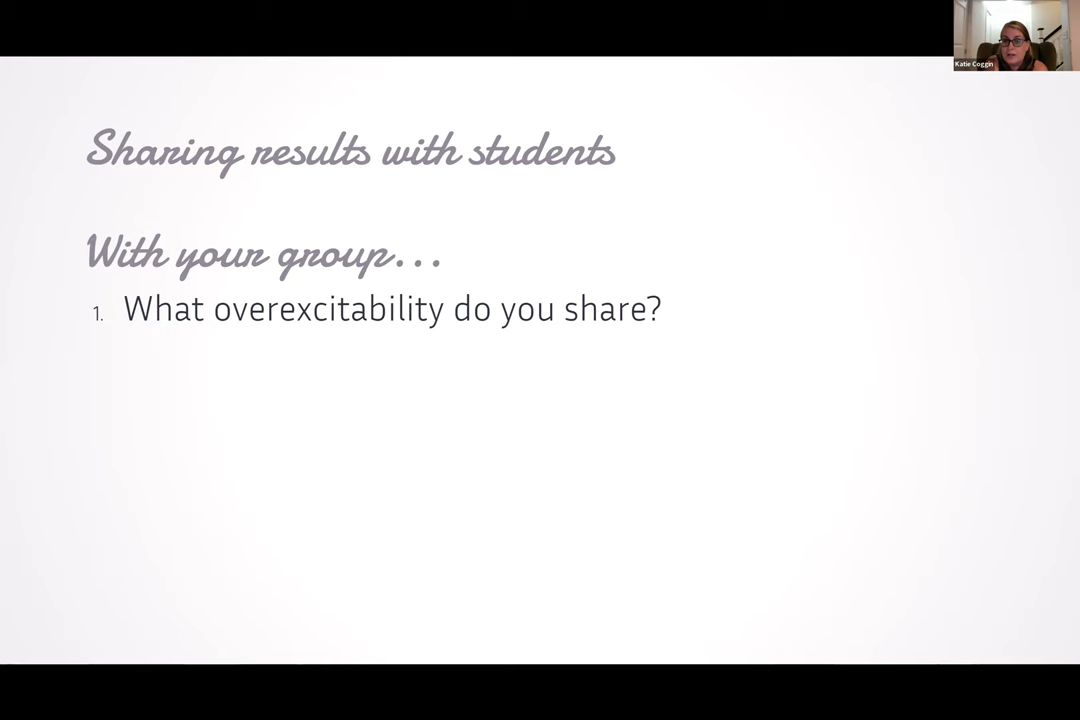 Katie Coggin
Sharing results with students
With your group...
1. What overexcitability do you share?